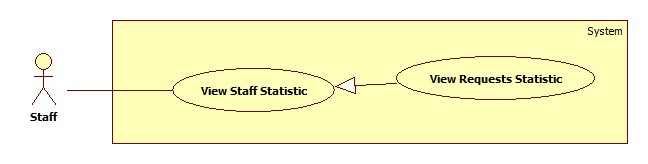 System
View Staff Statistic
View Requests Statistic
Staff